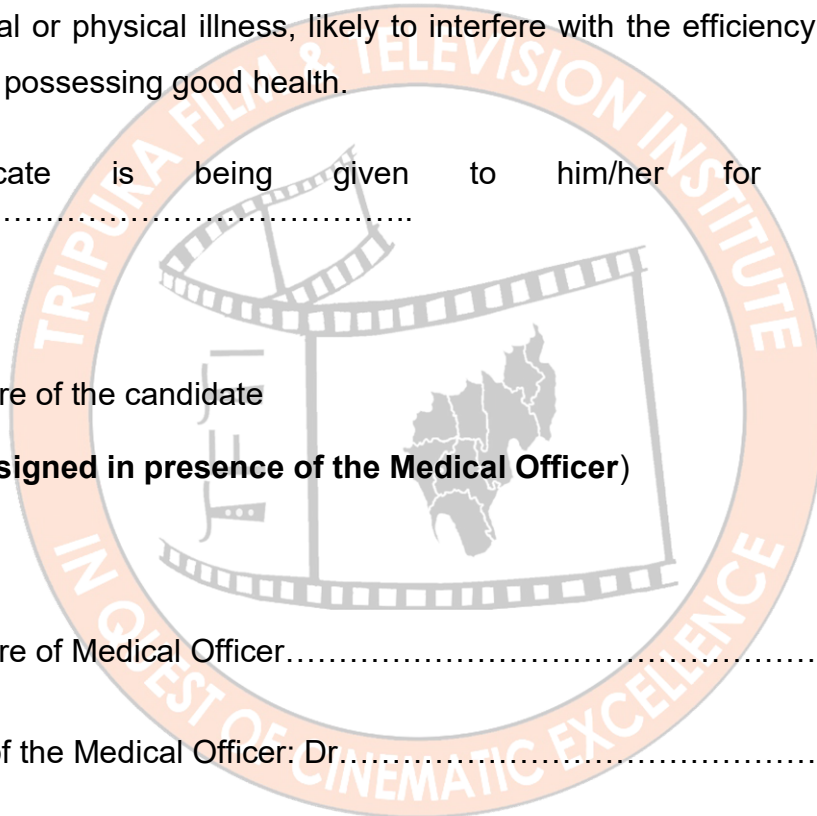 al or physical illness, likely to interfere with the efficiency
possessing good health.
cate is being given to him/her for
…………………………………..
re of the candidate
signed in presence of the Medical Officer)
re of Medical Officer……………………………………………
of the Medical Officer: Dr………………………………………
TRIPURA FILM & TELEVISION INSTITUTE
IN QUEST OF CINEMATIC EXCELLENCE